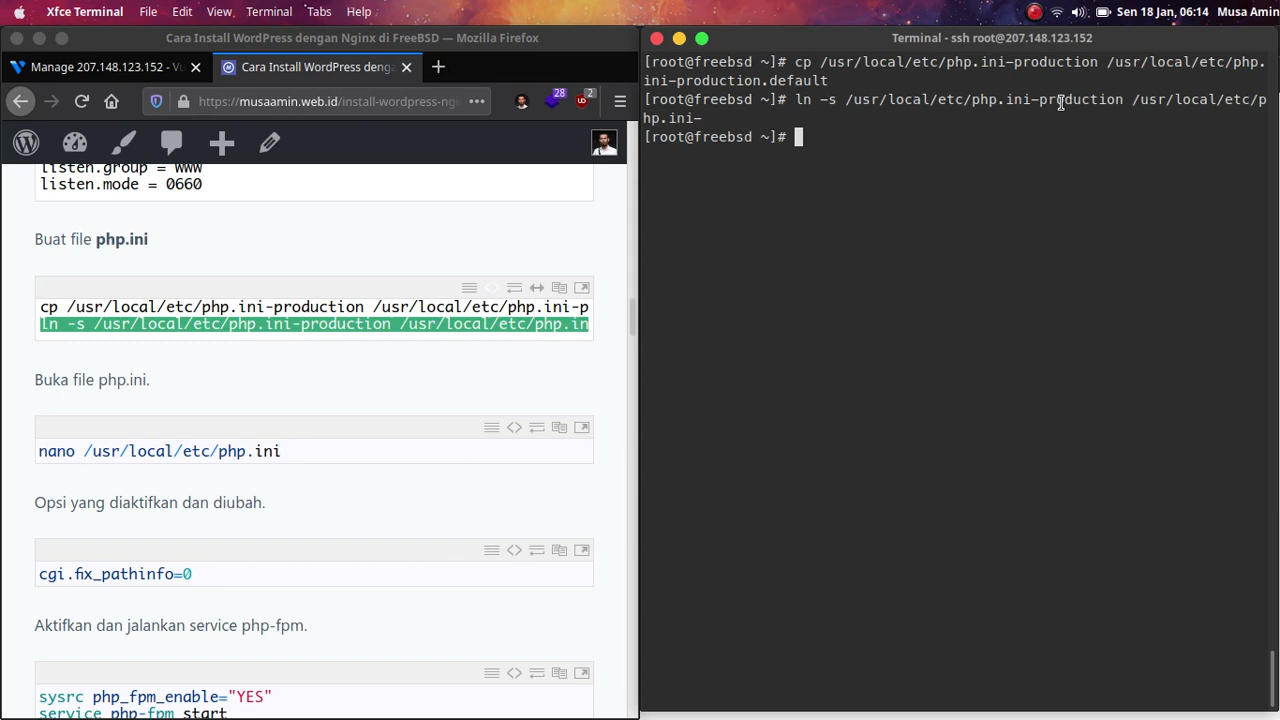 Xfce Terminal File Edit View Terminal Tabs Help Sen 18 Jan, 06:14 Musa Amin
Cara Install WordPress dengan Nginx di FreeBSD — Mozilla Firefox
Manage 207.148.123.152 - Vu
Cara Install WordPress denga
https://musaamin.web.id/install-wordpress-ng
28
2
listen.group = www
listen.mode = 0660
Buat file php.ini
cp /usr/local/etc/php.ini-production /usr/local/etc/php.ini-p
ln -s /usr/local/etc/php.ini-production /usr/local/etc/php.in
Buka file php.ini.
nano /usr/local/etc/php.ini
Opsi yang diaktifkan dan diubah.
cgi.fix_pathinfo=0
Aktifkan dan jalankan service php-fpm.
sysrc php_fpm_enable="YES"
service php-fpm start
Terminal - ssh root@207.148.123.152
[root@freebsd ~]# cp /usr/local/etc/php.ini-production /usr/local/etc/php.
ini-production.default
[root@freebsd ~]# ln -s /usr/local/etc/php.ini-production /usr/local/etc/p
hp.ini-
[root@freebsd ~]#